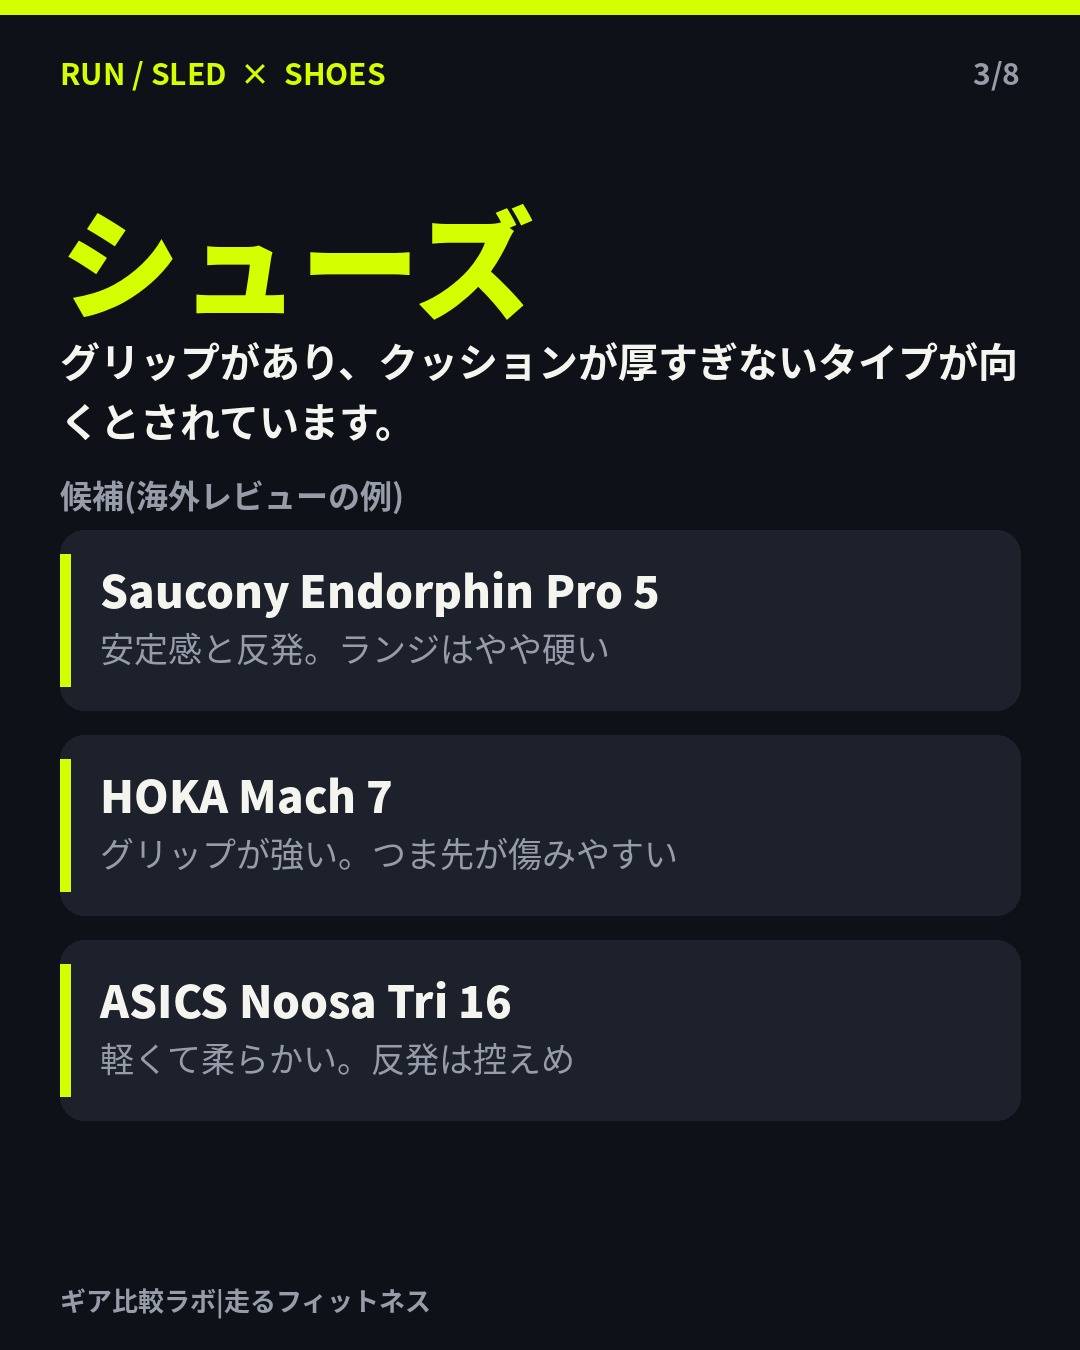 RUN / SLED × SHOES
3/8
シューズ
グリップがあり、クッションが厚すぎないタイプが向
くとされています。
候補(海外レビューの例)
Saucony Endorphin Pro 5
安定感と反発。ランジはやや硬い
HOKA Mach 7
グリップが強い。つま先が傷みやすい
ASICS Noosa Tri 16
軽くて柔らかい。反発は控えめ
ギア比較ラボ|走るフィットネス